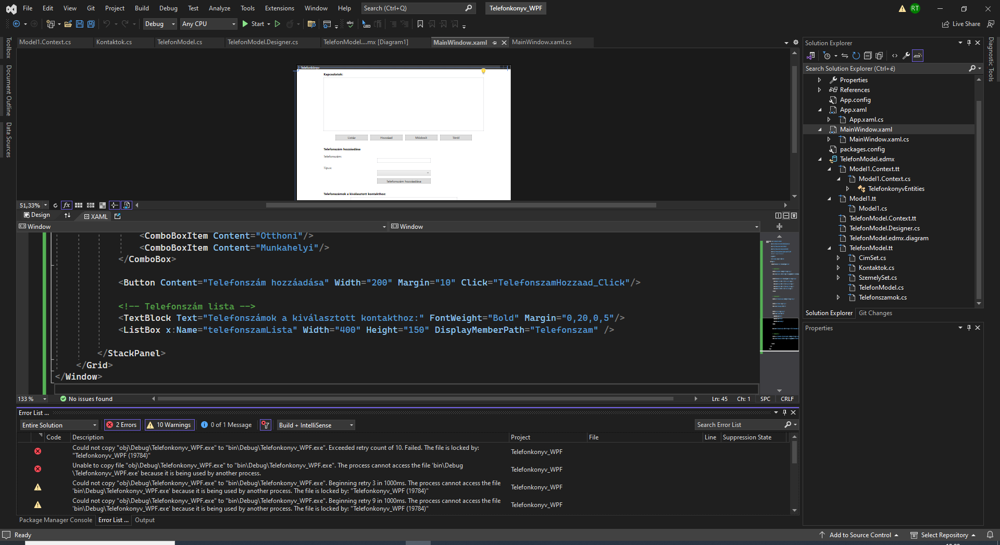 File Edit View Git Project Build Debug Test Analyze Tools Extensions Window Help Search (Ctrl+Q) Telefonkonyv_WPF RT
Debug Any CPU Start Live Share
Toolbox
Document Outline
Data Sources
Model1.Context.cs Kontaktok.cs TelefonModel.cs TelefonModel.Designer.cs TelefonModel....mx [Diagram1] MainWindow.xaml MainWindow.xaml.cs
Telefonkönyv
Kapcsolatok:
Listáz Hozzáad Módosít Töröl
Telefonszám hozzáadása
Telefonszám:
Típus:
Telefonszám hozzáadása
Telefonszámok a kiválasztott kontakthoz:
51,33%
Design XAML
Window Window
<ComboBoxItem Content="Otthoni"/>
<ComboBoxItem Content="Munkahelyi"/>
</ComboBox>
<Button Content="Telefonszám hozzáadása" Width="200" Margin="10" Click="TelefonszamHozzaad_Click"/>
<!-- Telefonszám lista -->
<TextBlock Text="Telefonszámok a kiválasztott kontakthoz:" FontWeight="Bold" Margin="0,20,0,5"/>
<ListBox x:Name="telefonszamLista" Width="400" Height="150" DisplayMemberPath="Telefonszam" />
</StackPanel>
</Grid>
</Window>
133 % No issues found Ln: 45 Ch: 1 SPC CRLF
Error List ...
Entire Solution 2 Errors 10 Warnings 0 of 1 Message Build + IntelliSense Search Error List
Code Description Project File Line Suppression State
Could not copy "obj\Debug\Telefonkonyv_WPF.exe" to "bin\Debug\Telefonkonyv_WPF.exe". Exceeded retry count of 10. Failed. The file is locked by:
"Telefonkonyv_WPF (19784)"
Telefonkonyv_WPF
Unable to copy file "obj\Debug\Telefonkonyv_WPF.exe" to "bin\Debug\Telefonkonyv_WPF.exe". The process cannot access the file 'bin\Debug
\Telefonkonyv_WPF.exe' because it is being used by another process.
Telefonkonyv_WPF
Could not copy "obj\Debug\Telefonkonyv_WPF.exe" to "bin\Debug\Telefonkonyv_WPF.exe". Beginning retry 3 in 1000ms. The process cannot access the file
'bin\Debug\Telefonkonyv_WPF.exe' because it is being used by another process. The file is locked by: "Telefonkonyv_WPF (19784)"
Telefonkonyv_WPF
Could not copy "obj\Debug\Telefonkonyv_WPF.exe" to "bin\Debug\Telefonkonyv_WPF.exe". Beginning retry 9 in 1000ms. The process cannot access the file
'bin\Debug\Telefonkonyv_WPF.exe' because it is being used by another process. The file is locked by: "Telefonkonyv_WPF (19784)"
Telefonkonyv_WPF
Package Manager Console Error List ... Output
Solution Explorer
Search Solution Explorer (Ctrl+é)
Properties
References
App.config
App.xaml
App.xaml.cs
MainWindow.xaml
MainWindow.xaml.cs
packages.config
TelefonModel.edmx
Model1.Context.tt
Model1.Context.cs
TelefonkonyvEntities
Model1.tt
Model1.cs
TelefonModel.Context.tt
TelefonModel.Designer.cs
TelefonModel.edmx.diagram
TelefonModel.tt
CimSet.cs
Kontaktok.cs
SzemelySet.cs
TelefonModel.cs
Telefonszamok.cs
Solution Explorer Git Changes
Properties
Diagnostic Tools
Ready Add to Source Control Select Repository